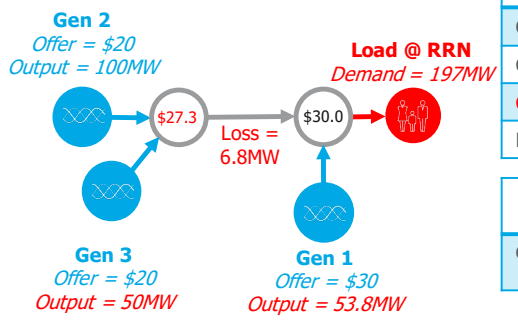 Gen 2
Offer = $20
Output = 100MW
Load @ RRN
Demand = 197MW
$27.3
$30.0
Loss =
6.8MW
Gen 3
Offer = $20
Output = 50MW
Gen 1
Offer = $30
Output = 53.8MW